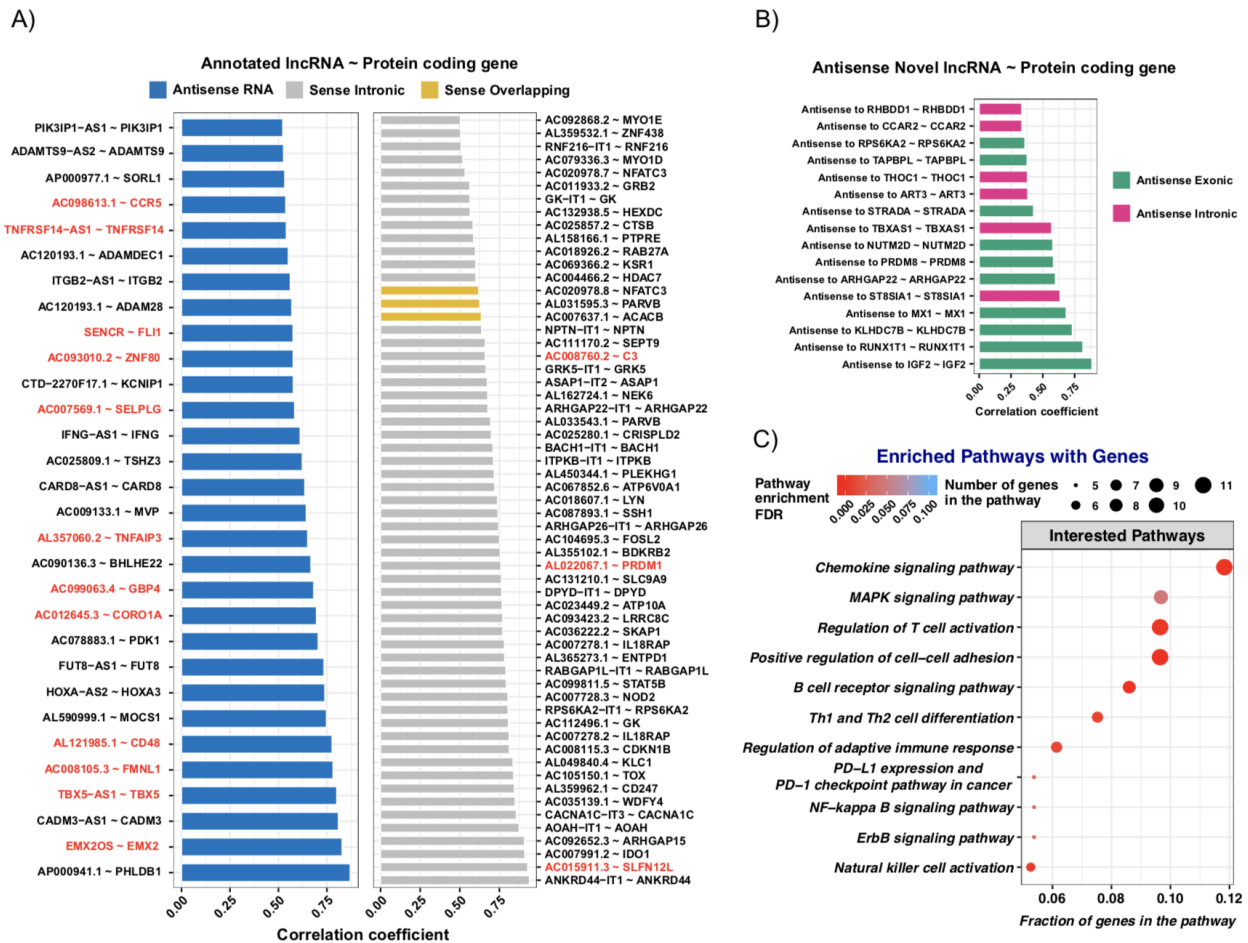 A)
Annotated lncRNA ~ Protein coding gene
Antisense RNA Sense Intronic Sense Overlapping
PIK3IP1−AS1 ~ PIK3IP1
ADAMTS9−AS2 ~ ADAMTS9
AP000977.1 ~ SORL1
AC098613.1 ~ CCR5
TNFRSF14−AS1 ~ TNFRSF14
AC120193.1 ~ ADAMDEC1
ITGB2−AS1 ~ ITGB2
AC120193.1 ~ ADAM28
SENCR ~ FLI1
AC093010.2 ~ ZNF80
CTD−2270F17.1 ~ KCNIP1
AC007569.1 ~ SELPLG
IFNG−AS1 ~ IFNG
AC025809.1 ~ TSHZ3
CARD8−AS1 ~ CARD8
AC009133.1 ~ MVP
AL357060.2 ~ TNFAIP3
AC090136.3 ~ BHLHE22
AC099063.4 ~ GBP4
AC012645.3 ~ CORO1A
AC078883.1 ~ PDK1
FUT8−AS1 ~ FUT8
HOXA−AS2 ~ HOXA3
AL590999.1 ~ MOCS1
AL121985.1 ~ CD48
AC008105.3 ~ FMNL1
TBX5−AS1 ~ TBX5
CADM3−AS1 ~ CADM3
EMX2OS ~ EMX2
AP000941.1 ~ PHLDB1
0.00 0.25 0.50 0.75
AC092868.2 ~ MYO1E
AL359532.1 ~ ZNF438
RNF216−IT1 ~ RNF216
AC079336.3 ~ MYO1D
AC020978.7 ~ NFATC3
AC011933.2 ~ GRB2
GK−IT1 ~ GK
AC132938.5 ~ HEXDC
AC025857.2 ~ CTSB
AL158166.1 ~ PTPRE
AC018926.2 ~ RAB27A
AC069366.2 ~ KSR1
AC004466.2 ~ HDAC7
AC020978.8 ~ NFATC3
AL031595.3 ~ PARVB
AC007637.1 ~ ACACB
NPTN−IT1 ~ NPTN
AC111170.2 ~ SEPT9
AC008760.2 ~ C3
GRK5−IT1 ~ GRK5
ASAP1−IT2 ~ ASAP1
AL162724.1 ~ NEK6
ARHGAP22−IT1 ~ ARHGAP22
AL033543.1 ~ PARVB
AC025280.1 ~ CRISPLD2
BACH1−IT1 ~ BACH1
ITPKB−IT1 ~ ITPKB
AL450344.1 ~ PLEKHG1
AC067852.6 ~ ATP6V0A1
AC018607.1 ~ LYN
AC087893.1 ~ SSH1
ARHGAP26−IT1 ~ ARHGAP26
AC104695.3 ~ FOSL2
AL355102.1 ~ BDKRB2
AL022067.1 ~ PRDM1
AC131210.1 ~ SLC9A9
DPYD−IT1 ~ DPYD
AC023449.2 ~ ATP10A
AC093423.2 ~ LRRC8C
AC036222.2 ~ SKAP1
AC007278.1 ~ IL18RAP
AL365273.1 ~ ENTPD1
RABGAP1L−IT1 ~ RABGAP1L
AC099811.5 ~ STAT5B
AC007728.3 ~ NOD2
RPS6KA2−IT1 ~ RPS6KA2
AC112496.1 ~ GK
AC007278.2 ~ IL18RAP
AC008115.3 ~ CDKN1B
AL049840.4 ~ KLC1
AC105150.1 ~ TOX
AL359962.1 ~ CD247
AC035139.1 ~ WDFY4
CACNA1C−IT3 ~ CACNA1C
AOAH−IT1 ~ AOAH
AC092652.3 ~ ARHGAP15
AC007991.2 ~ IDO1
AC015911.3 ~ SLFN12L
ANKRD44−IT1 ~ ANKRD44
0.00 0.25 0.50 0.75
Correlation coefficient
B)
Antisense Novel lncRNA ~ Protein coding gene
Antisense to RHBDD1 ~ RHBDD1
Antisense to CCAR2 ~ CCAR2
Antisense to RPS6KA2 ~ RPS6KA2
Antisense to TAPBPL ~ TAPBPL
Antisense to THOC1 ~ THOC1
Antisense to ART3 ~ ART3
Antisense to STRADA ~ STRADA
Antisense to TBXAS1 ~ TBXAS1
Antisense to NUTM2D ~ NUTM2D
Antisense to PRDM8 ~ PRDM8
Antisense to ARHGAP22 ~ ARHGAP22
Antisense to ST8SIA1 ~ ST8SIA1
Antisense to MX1 ~ MX1
Antisense to KLHDC7B ~ KLHDC7B
Antisense to RUNX1T1 ~ RUNX1T1
Antisense to IGF2 ~ IGF2
0.00 0.25 0.50 0.75
Correlation coefficient
Antisense Exonic
Antisense Intronic
C)
Enriched Pathways with Genes
Pathway
enrichment
FDR
0.000 0.025 0.050 0.075 0.100
Number of genes
in the pathway
5 7 9 11
6 8 10
Interested Pathways
Chemokine signaling pathway
MAPK signaling pathway
Regulation of T cell activation
Positive regulation of cell−cell adhesion
B cell receptor signaling pathway
Th1 and Th2 cell differentiation
Regulation of adaptive immune response
PD−L1 expression and
PD−1 checkpoint pathway in cancer
NF−kappa B signaling pathway
ErbB signaling pathway
Natural killer cell activation
0.06 0.08 0.10 0.12
Fraction of genes in the pathway